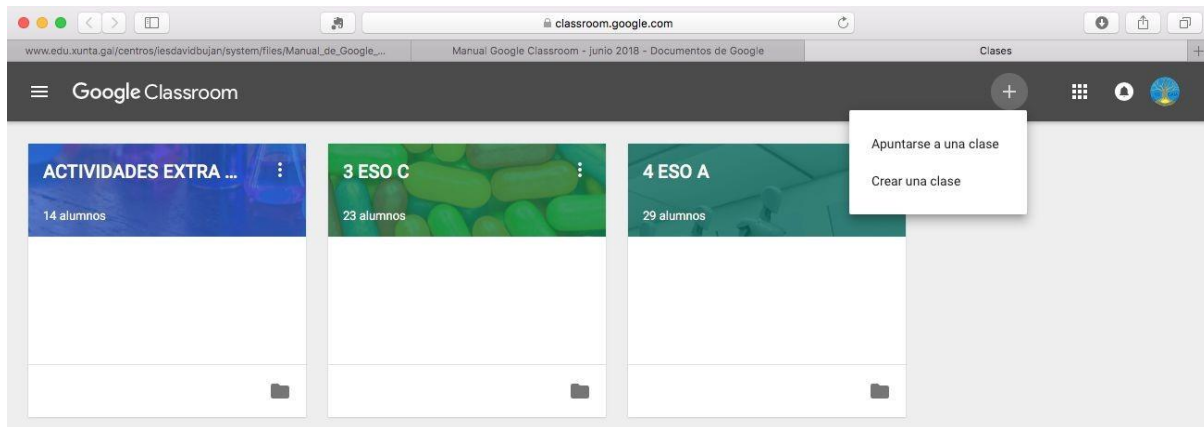 classroom.google.com
www.edu.xunta.gal/centros/iesdavidbujan/system/files/Manual_de_Google_...
Manual Google Classroom - junio 2018 - Documentos de Google
Clases
Google Classroom
Apuntarse a una clase
Crear una clase
ACTIVIDADES EXTRA ...
14 alumnos
3 ESO C
23 alumnos
4 ESO A
29 alumnos